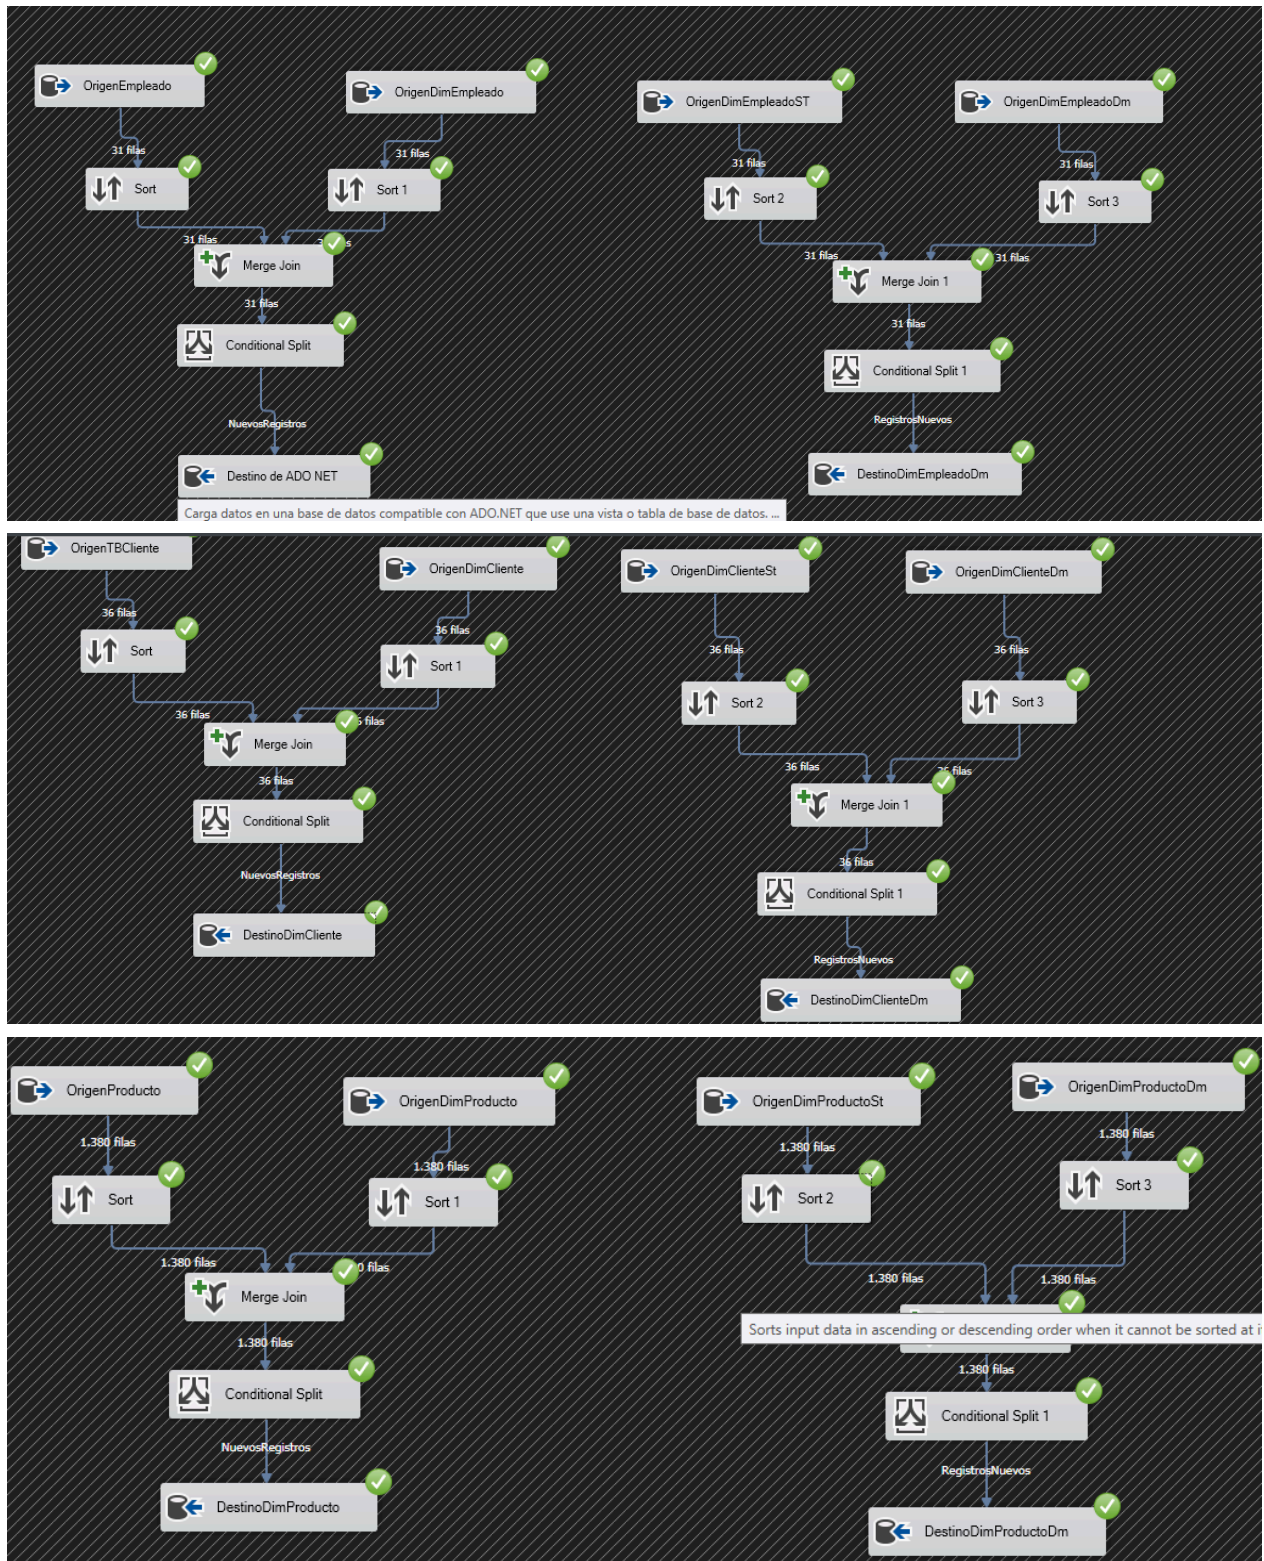 OrigenEmpleado
OrigenDimEmpleado
OrigenDimEmpleadoST
OrigenDimEmpleadoDm
31 filas
31 filas
31 filas
31 filas
Sort
Sort 1
Sort 2
Sort 3
31 filas
31 filas
31 filas
Merge Join
Merge Join 1
31 filas
31 filas
Conditional Split
Conditional Split 1
NuevosRegistros
RegistrosNuevos
Destino de ADO NET
DestinoDimEmpleadoDm
Carga datos en una base de datos compatible con ADO.NET que use una vista o tabla de base de datos. ...
OrigenTBCliente
OrigenDimCliente
OrigenDimClienteSt
OrigenDimClienteDm
36 filas
36 filas
36 filas
36 filas
Sort
Sort 1
Sort 2
Sort 3
36 filas
filas
36 filas
36 filas
Merge Join
Merge Join 1
36 filas
36 filas
Conditional Split
Conditional Split 1
NuevosRegistros
RegistrosNuevos
DestinoDimCliente
DestinoDimClienteDm
OrigenProducto
OrigenDimProducto
OrigenDimProductoSt
OrigenDimProductoDm
1.380 filas
1.380 filas
1.380 filas
1.380 filas
Sort
Sort 1
Sort 2
Sort 3
1.380 filas
0 filas
1.380 filas
1.380 filas
Merge Join
Sorts input data in ascending or descending order when it cannot be sorted at
1.380 filas
1.380 filas
Conditional Split
Conditional Split 1
NuevosRegistros
RegistrosNuevos
DestinoDimProducto
DestinoDimProductoDm